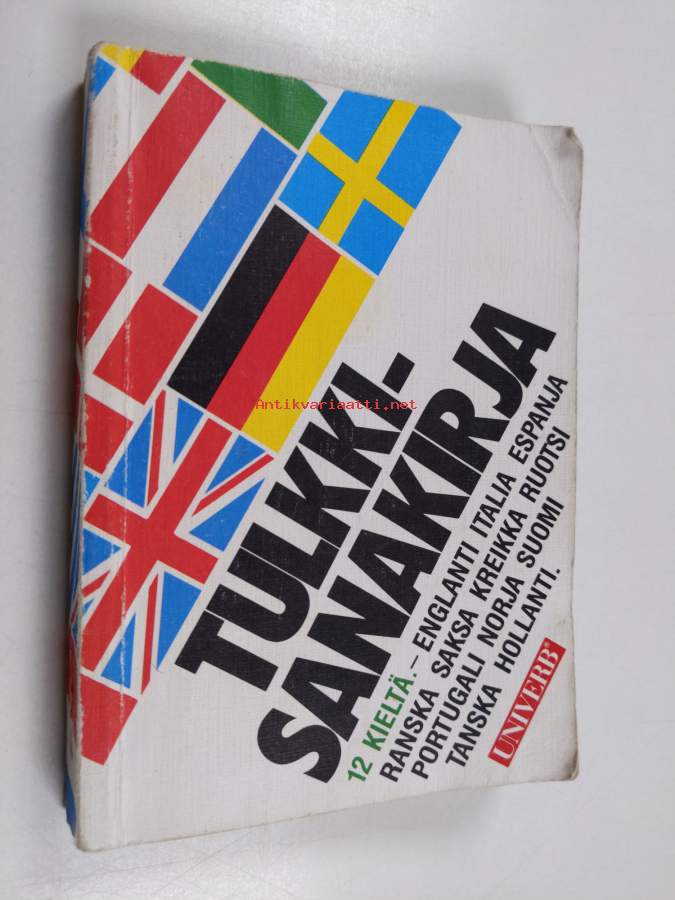 TULKKI-
SANAKIRJA
12 KIELTÄ. – ENGLANTI ITALIA ESPANJA
RANSKA SAKSA KREIKKA RUOTSI
PORTUGALI NORJA SUOMI
TANSKA HOLLANTI.
UNIVERB®
Antikvariaatti.net